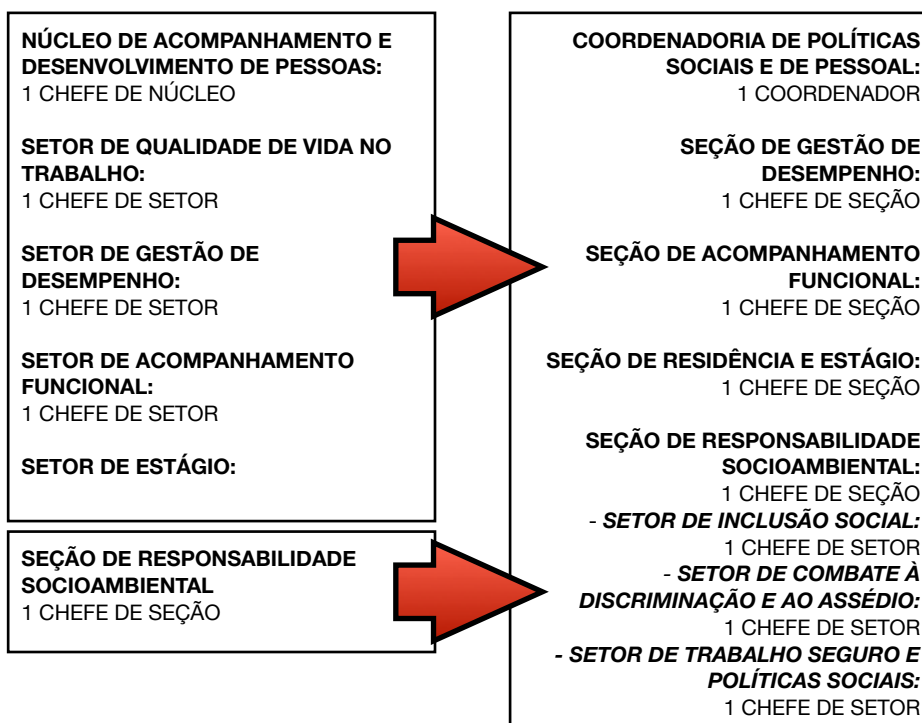 NÚCLEO DE ACOMPANHAMENTO E
DESENVOLVIMENTO DE PESSOAS:
1 CHEFE DE NÚCLEO
SETOR DE QUALIDADE DE VIDA NO
TRABALHO:
1 CHEFE DE SETOR
SETOR DE GESTÃO DE
DESEMPENHO:
1 CHEFE DE SETOR
SETOR DE ACOMPANHAMENTO
FUNCIONAL:
1 CHEFE DE SETOR
SETOR DE ESTÁGIO:
SEÇÃO DE RESPONSABILIDADE
SOCIOAMBIENTAL
1 CHEFE DE SEÇÃO
COORDENADORIA DE POLÍTICAS
SOCIAIS E DE PESSOAL:
1 COORDENADOR
SEÇÃO DE GESTÃO DE
DESEMPENHO:
1 CHEFE DE SEÇÃO
SEÇÃO DE ACOMPANHAMENTO
FUNCIONAL:
1 CHEFE DE SEÇÃO
SEÇÃO DE RESIDÊNCIA E ESTÁGIO:
1 CHEFE DE SEÇÃO
SEÇÃO DE RESPONSABILIDADE
SOCIOAMBIENTAL:
1 CHEFE DE SEÇÃO
- SETOR DE INCLUSÃO SOCIAL:
1 CHEFE DE SETOR
- SETOR DE COMBATE À
DISCRIMINAÇÃO E AO ASSÉDIO:
1 CHEFE DE SETOR
- SETOR DE TRABALHO SEGURO E
POLÍTICAS SOCIAIS:
1 CHEFE DE SETOR